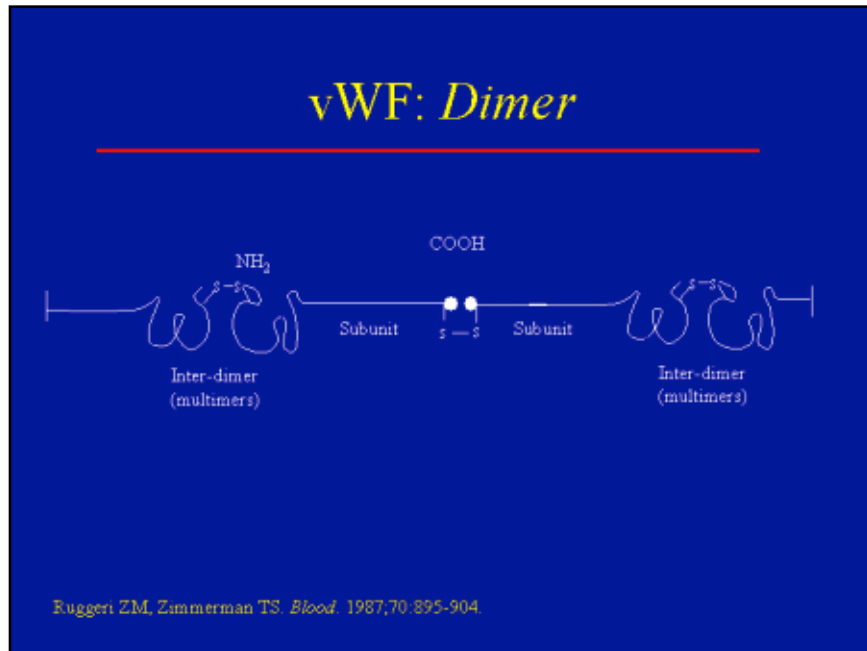 vWF: Dimer
COOH
NH2
s-s
s-s
Subunit
s — s
Subunit
Inter-dimer
(multimers)
Inter-dimer
(multimers)
Ruggeri ZM, Zimmerman TS. Blood. 1987;70:895-904.